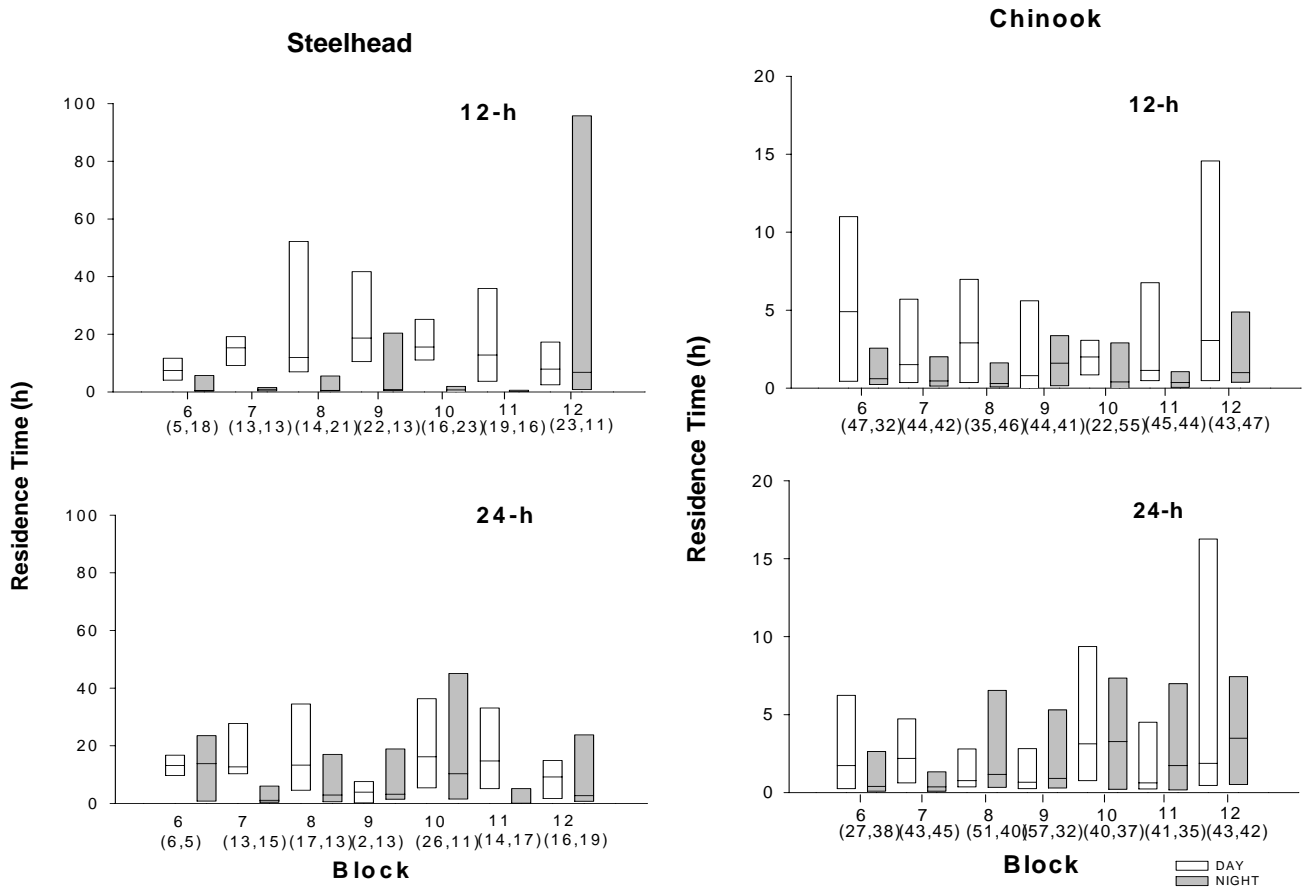 Steelhead
12-h
100
80
60
40
20
0
6 7 8 9 10 11 12
(5,18) (13,13) (14,21) (22,13) (16,23) (19,16) (23,11)
24-h
100
80
60
40
20
0
6 7 8 9 10 11 12
(6,5) (13,15) (17,13) (2,13) (26,11) (14,17) (16,19)
Block
Residence Time (h)
Chinook
12-h
20
15
10
5
0
6 7 8 9 10 11 12
(47,32) (44,42) (35,46) (44,41) (22,55) (45,44) (43,47)
24-h
20
15
10
5
0
6 7 8 9 10 11 12
(27,38) (43,45) (51,40) (57,32) (40,37) (41,35) (43,42)
Block
Residence Time (h)
DAY
NIGHT